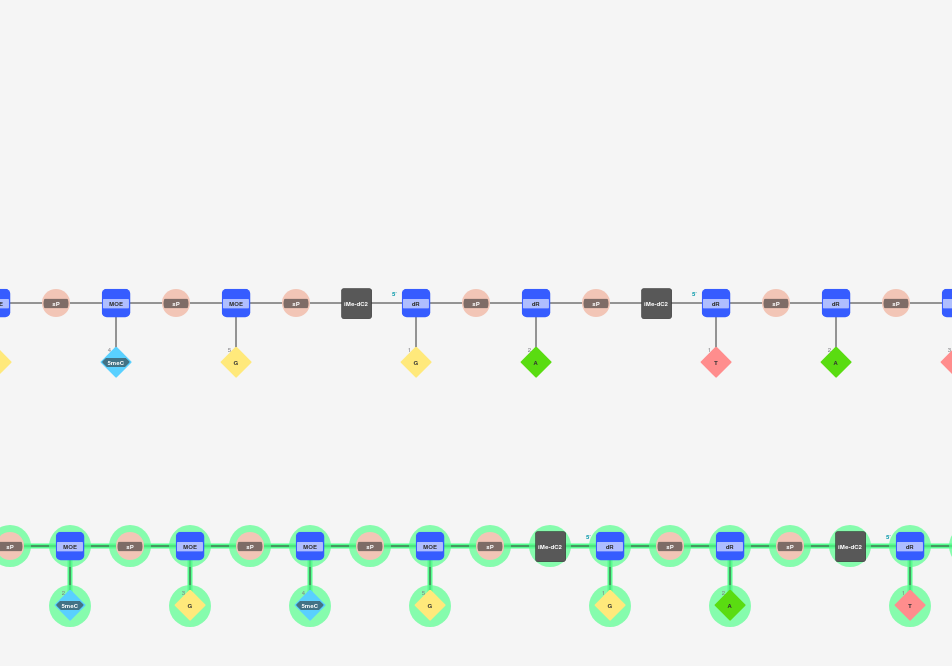 E sP MOE sP MOE sP iMe-dC2 5' dR sP dR sP iMe-dC2 5' dR sP dR sP
4 5 1 2 1 2 3
5meC G G A T A
sP MOE sP MOE sP MOE sP MOE sP iMe-dC2 5' dR sP dR sP iMe-dC2 5' dR
2 3 4 5 1 2 1
5meC G 5meC G G A T